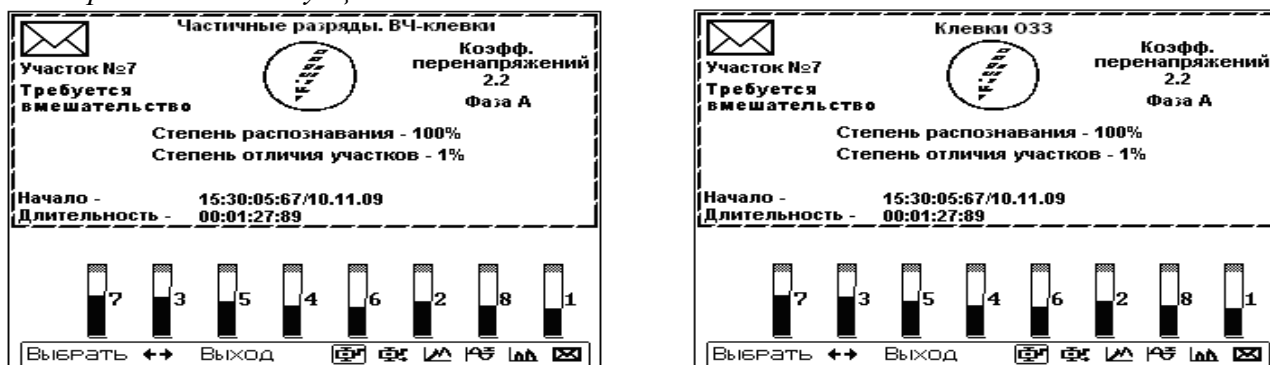 Частичные разряды. ВЧ-клевки
Участок №7
Требуется
вмешательство
Коэфф.
перенапряжений
2.2
Фаза А
Степень распознавания - 100%
Степень отличия участков - 1%
Начало - 15:30:05:67/10.11.09
Длительность - 00:01:27:89
7 3 5 4 6 2 8 1
Выбрать ↔ Выход
Клевки ОЗЗ
Участок №7
Требуется
вмешательство
Коэфф.
перенапряжений
2.2
Фаза А
Степень распознавания - 100%
Степень отличия участков - 1%
Начало - 15:30:05:67/10.11.09
Длительность - 00:01:27:89
7 3 5 4 6 2 8 1
Выбрать ↔ Выход